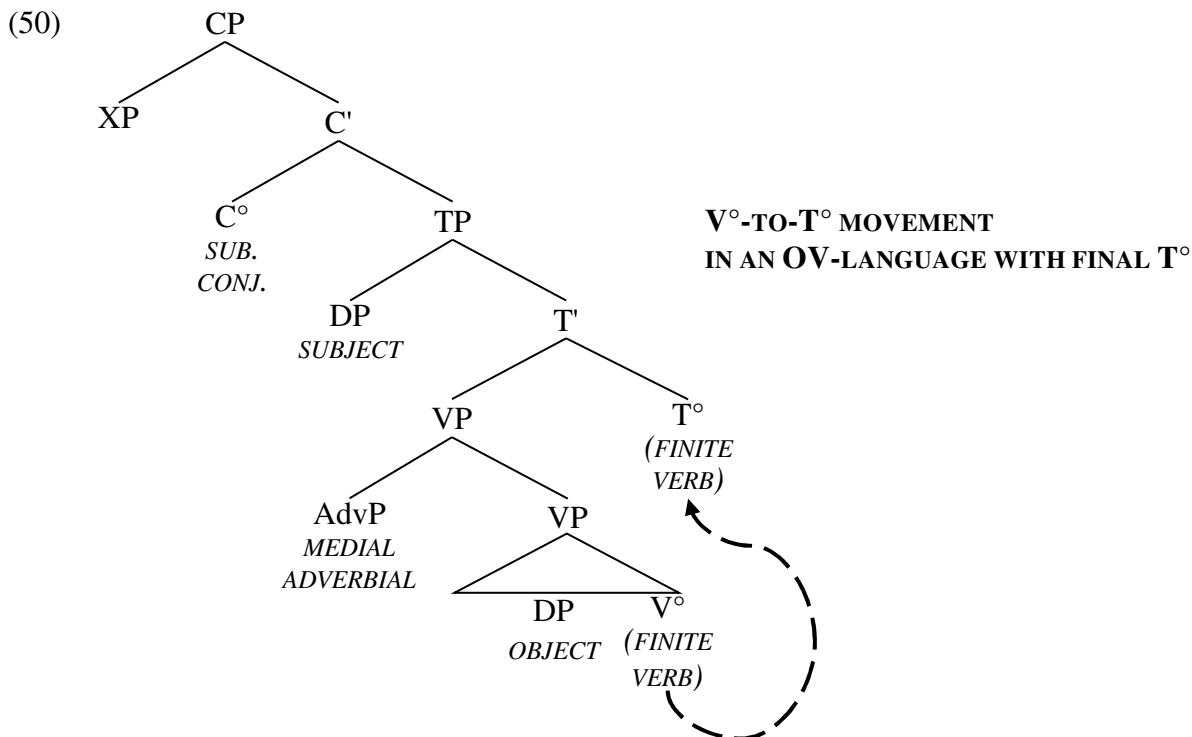 (50)
CP
XP
C'
C°
SUB.
CONJ.
TP
V°-TO-T° MOVEMENT
IN AN OV-LANGUAGE WITH FINAL T°
DP
SUBJECT
T'
VP
T°
(FINITE
VERB)
AdvP
MEDIAL
ADVERBIAL
VP
DP
OBJECT
V°
(FINITE
VERB)